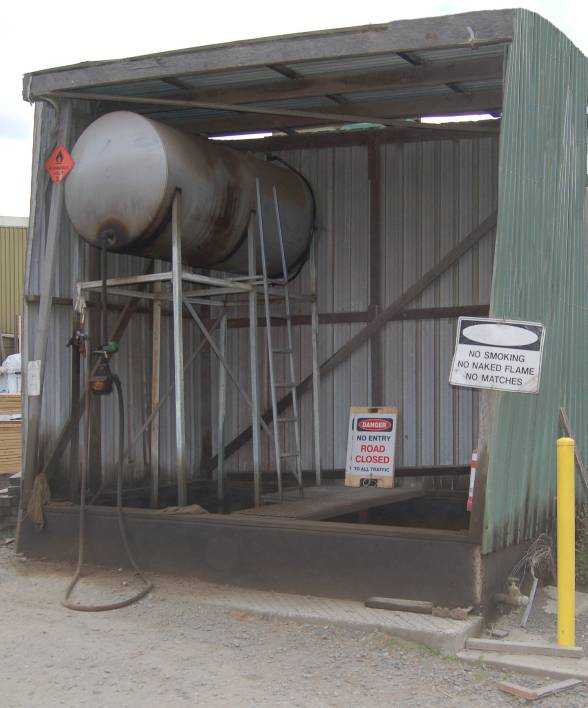 NO SMOKING
NO NAKED FLAME
NO MATCHES
DANGER
NO ENTRY
ROAD
CLOSED
TO ALL TRAFFIC